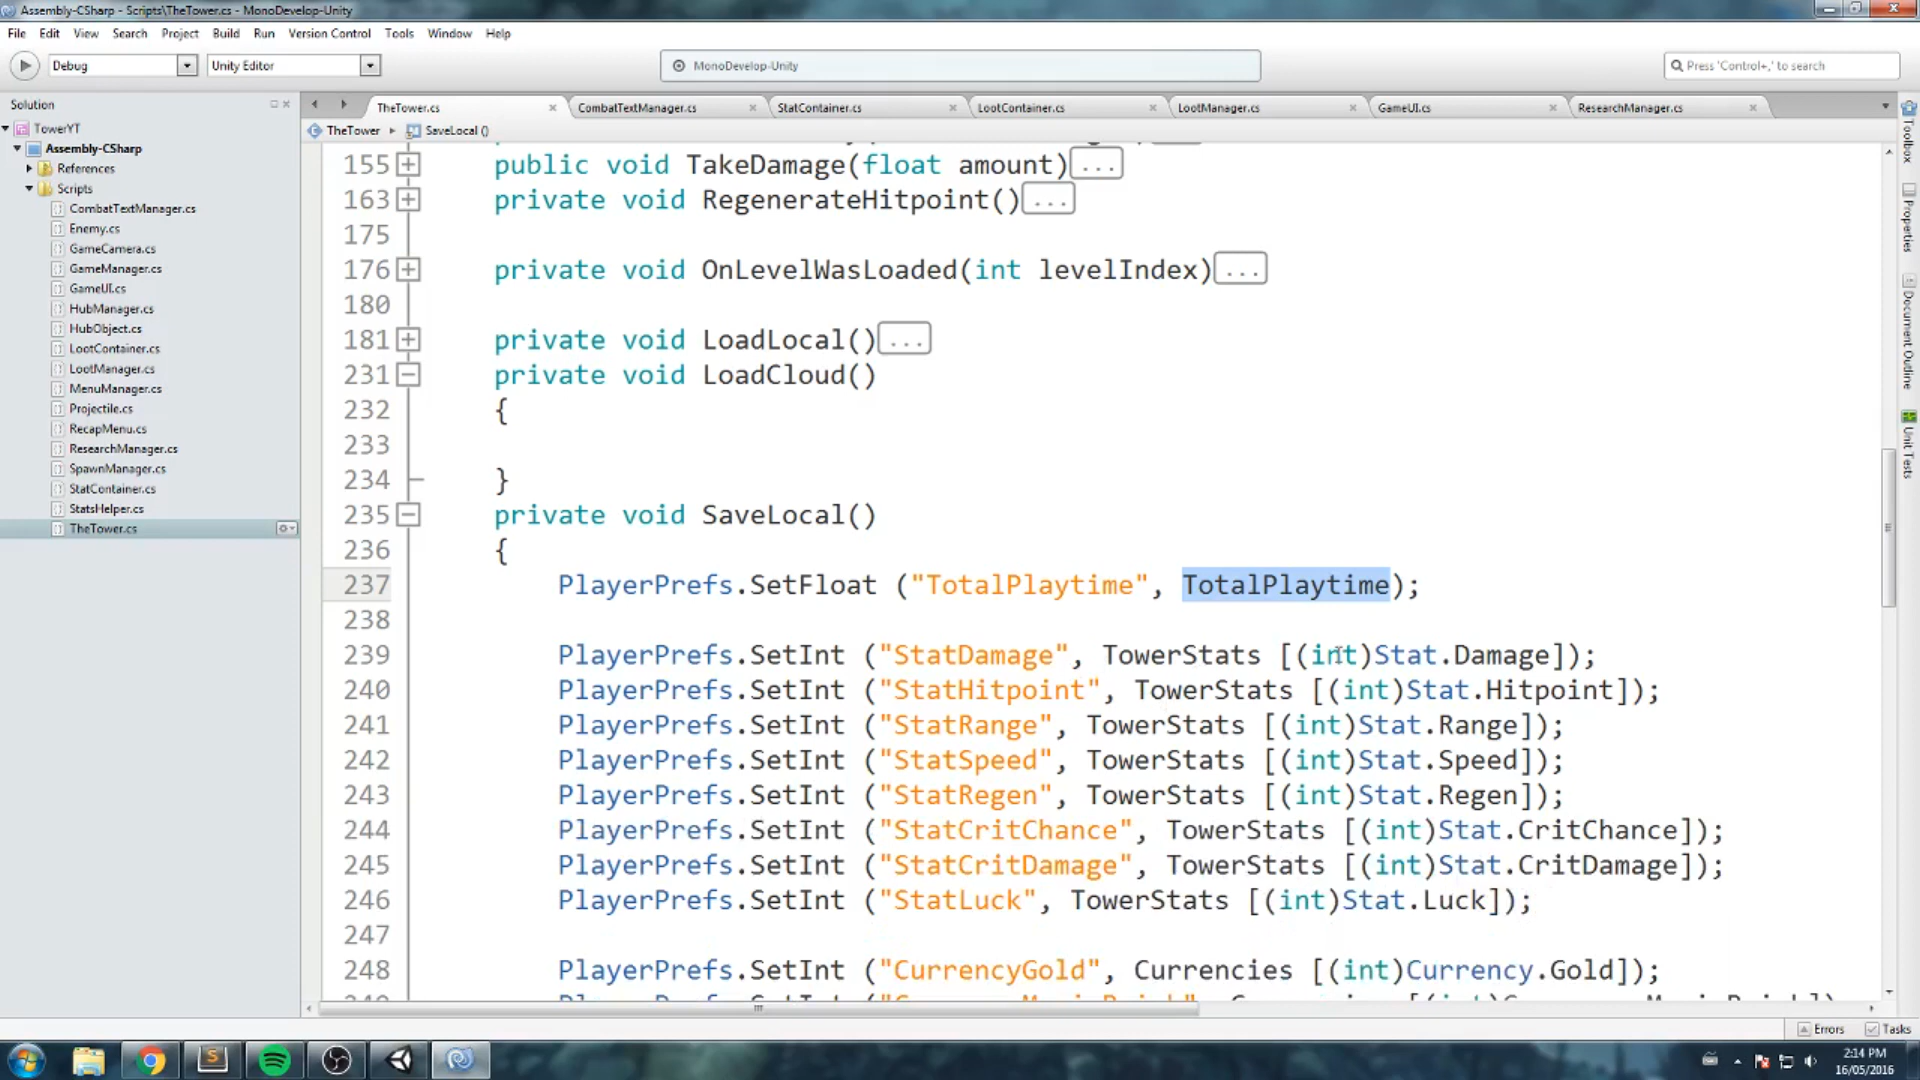 Assembly-CSharp - Scripts\TheTower.cs - MonoDevelop-Unity
File Edit View Search Project Build Run Version Control Tools Window Help
Debug Unity Editor MonoDevelop-Unity Press 'Control+,' to search
Solution
TowerYT
Assembly-CSharp
References
Scripts
CombatTextManager.cs
Enemy.cs
GameCamera.cs
GameManager.cs
GameUI.cs
HubManager.cs
HubObject.cs
LootContainer.cs
LootManager.cs
MenuManager.cs
Projectile.cs
RecapMenu.cs
ResearchManager.cs
SpawnManager.cs
StatContainer.cs
StatsHelper.cs
TheTower.cs
TheTower.cs CombatTextManager.cs StatContainer.cs LootContainer.cs LootManager.cs GameUI.cs ResearchManager.cs
TheTower SaveLocal ()
155 public void TakeDamage(float amount)...
163 private void RegenerateHitpoint()...
175
176 private void OnLevelWasLoaded(int levelIndex)...
180
181 private void LoadLocal()...
231 private void LoadCloud()
232 {
233
234 }
235 private void SaveLocal()
236 {
237 PlayerPrefs.SetFloat ("TotalPlaytime", TotalPlaytime);
238
239 PlayerPrefs.SetInt ("StatDamage", TowerStats [(int)Stat.Damage]);
240 PlayerPrefs.SetInt ("StatHitpoint", TowerStats [(int)Stat.Hitpoint]);
241 PlayerPrefs.SetInt ("StatRange", TowerStats [(int)Stat.Range]);
242 PlayerPrefs.SetInt ("StatSpeed", TowerStats [(int)Stat.Speed]);
243 PlayerPrefs.SetInt ("StatRegen", TowerStats [(int)Stat.Regen]);
244 PlayerPrefs.SetInt ("StatCritChance", TowerStats [(int)Stat.CritChance]);
245 PlayerPrefs.SetInt ("StatCritDamage", TowerStats [(int)Stat.CritDamage]);
246 PlayerPrefs.SetInt ("StatLuck", TowerStats [(int)Stat.Luck]);
247
248 PlayerPrefs.SetInt ("CurrencyGold", Currencies [(int)Currency.Gold]);
Toolbox
Properties
Document Outline
Unit Tests
Errors Tasks
2:14 PM
16/05/2016